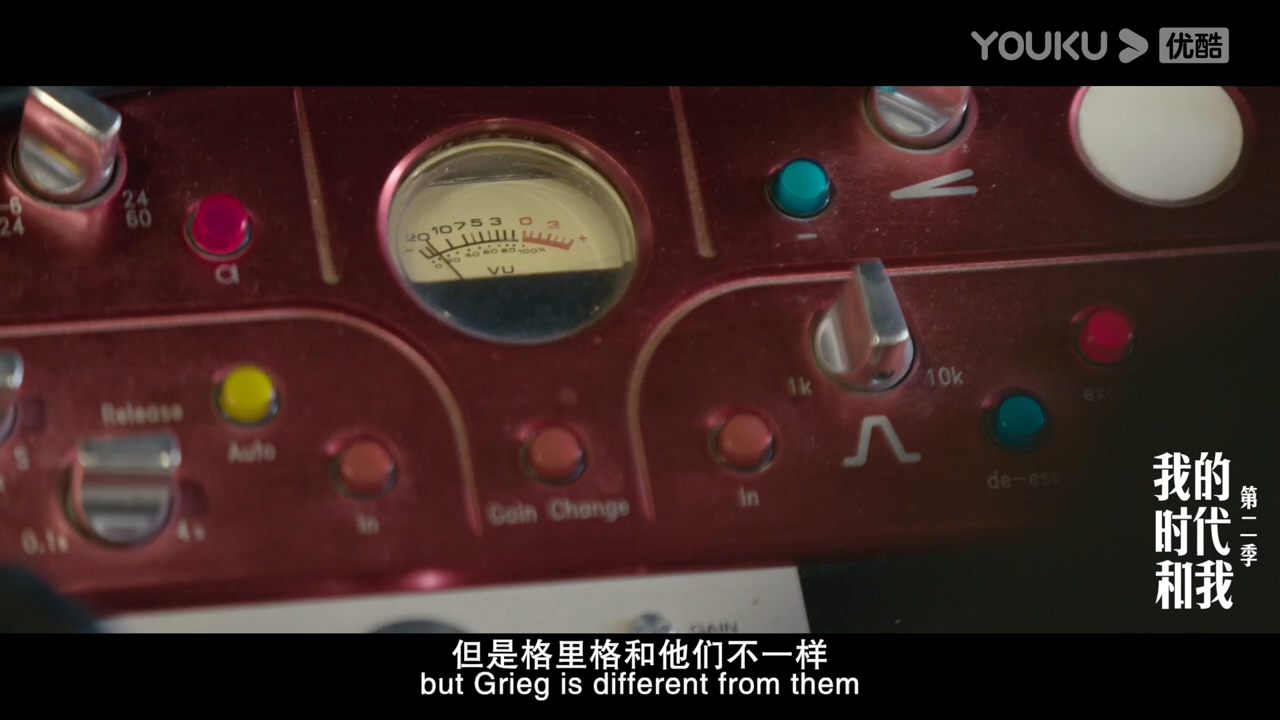 YOUKU 优酷
24
60
6
24
a
20 10 7 5 3 0 3 +
-
0 20 40 60 80 100%
VU
Release
Auto
In
Gain Change
In
1k
10k
de-ess
5
0.1s
4s
GAIN
我的
时代
和我
第二季
但是格里格和他们不一样
but Grieg is different from them